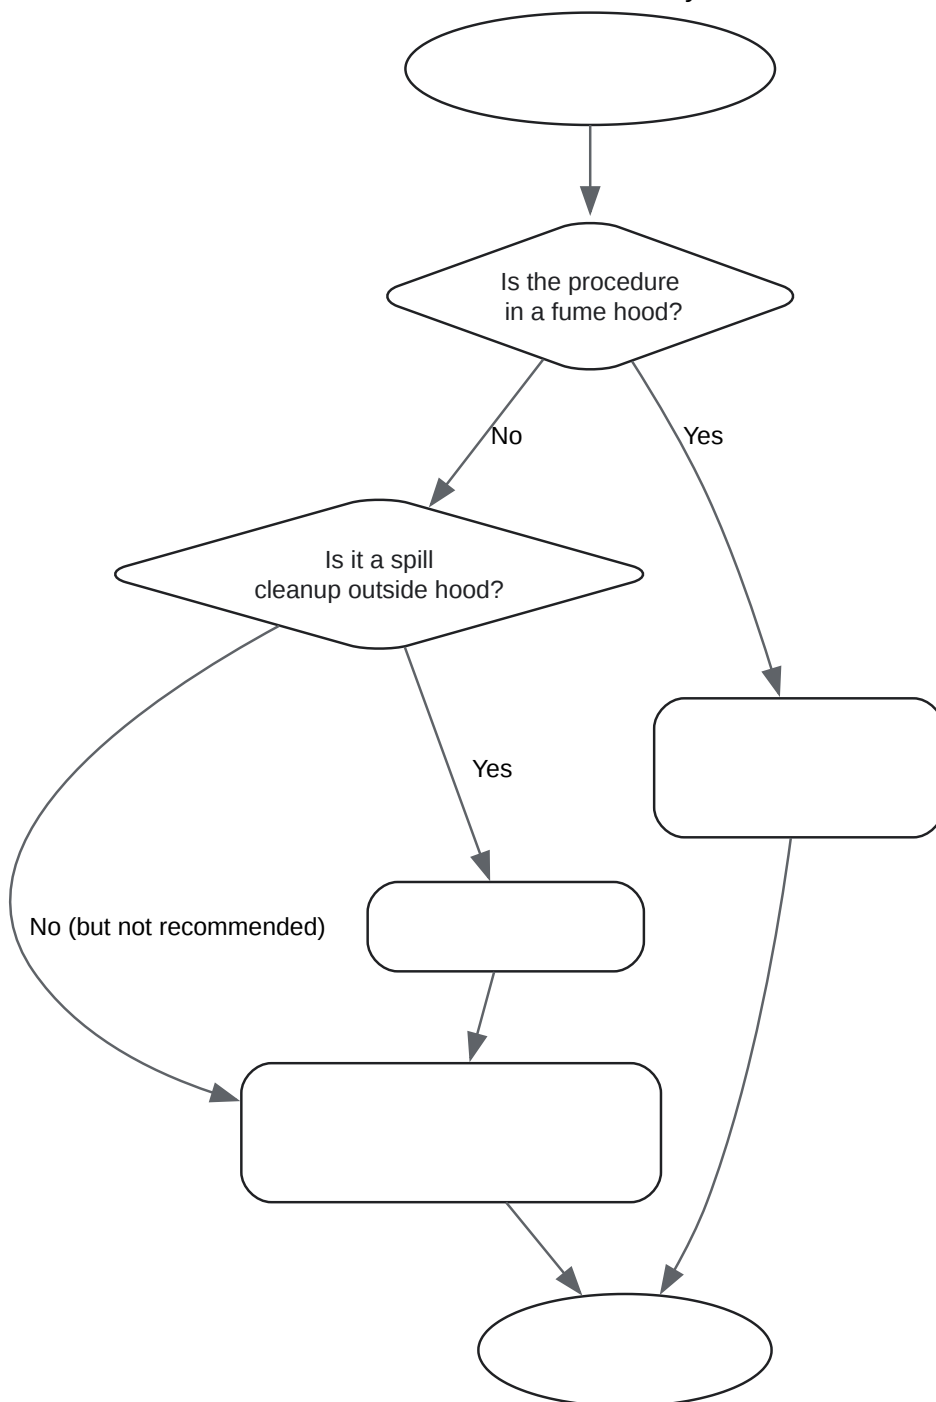 Is the procedure
in a fume hood?
No
Yes
Is it a spill
cleanup outside hood?
Yes
No (but not recommended)